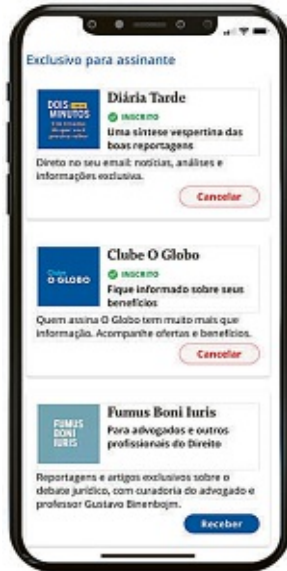 Exclusivo para assinante
DOIS
MINUTOS
Diária Tarde
INSCRITO
Uma síntese vespertina das
boas reportagens
Direto no seu email: notícias, análises e
informações exclusiva.
Cancelar
Clube
O GLOBO
Clube O Globo
INSCRITO
Fique informado sobre seus
benefícios
Quem assina O Globo tem muito mais que
informação. Acompanhe ofertas e benefícios.
Cancelar
FUMUS
BONI
IURIS
Fumus Boni Iuris
Para advogados e outros
profissionais do Direito
Reportagens e artigos exclusivos sobre o
debate jurídico, com curadoria do advogado e
professor Gustavo Binenbojm.
Receber